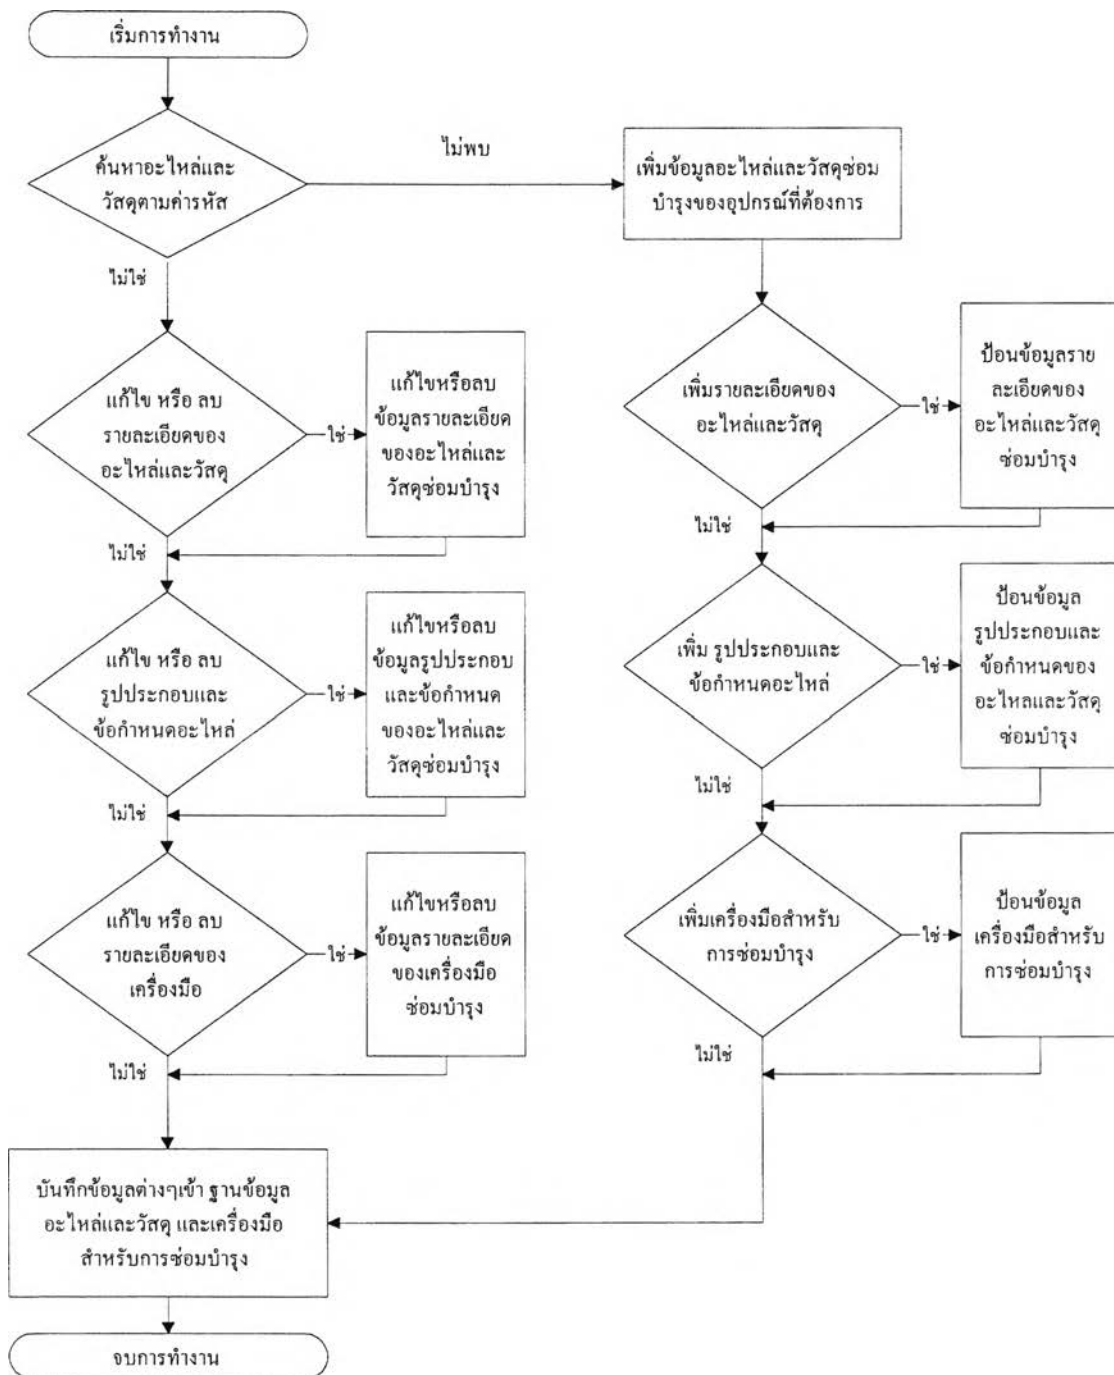 เริ่มการทำงาน
ค้นหาอะไหล่และ
วัสดุตามค่ารหัส
ไม่พบ
เพิ่มข้อมูลอะไหล่และวัสดุซ่อม
บำรุงของอุปกรณ์ที่ต้องการ
ไม่ใช่
แก้ไข หรือ ลบ
รายละเอียดของ
อะไหล่และวัสดุ
ใช่
แก้ไขหรือลบ
ข้อมูลรายละเอียด
ของอะไหล่และ
วัสดุซ่อมบำรุง
เพิ่มรายละเอียดของ
อะไหล่และวัสดุ
ใช่
ป้อนข้อมูลราย
ละเอียดของ
อะไหล่และวัสดุ
ซ่อมบำรุง
ไม่ใช่
ไม่ใช่
แก้ไข หรือ ลบ
รูปประกอบและ
ข้อกำหนดอะไหล่
ใช่
แก้ไขหรือลบ
ข้อมูลรูปประกอบ
และข้อกำหนด
ของอะไหล่และ
วัสดุซ่อมบำรุง
เพิ่ม รูปประกอบและ
ข้อกำหนดอะไหล่
ใช่
ป้อนข้อมูล
รูปประกอบและ
ข้อกำหนดของ
อะไหลและวัสดุ
ซ่อมบำรุง
ไม่ใช่
ไม่ใช่
แก้ไข หรือ ลบ
รายละเอียดของ
เครื่องมือ
ใช่
แก้ไขหรือลบ
ข้อมูลรายละเอียด
ของเครื่องมือ
ซ่อมบำรุง
เพิ่มเครื่องมือสำหรับ
การซ่อมบำรุง
ใช่
ป้อนข้อมูล
เครื่องมือสำหรับ
การซ่อมบำรุง
ไม่ใช่
ไม่ใช่
บันทึกข้อมูลต่างๆเข้า ฐานข้อมูล
อะไหล่และวัสดุ และเครื่องมือ
สำหรับการซ่อมบำรุง
จบการทำงาน